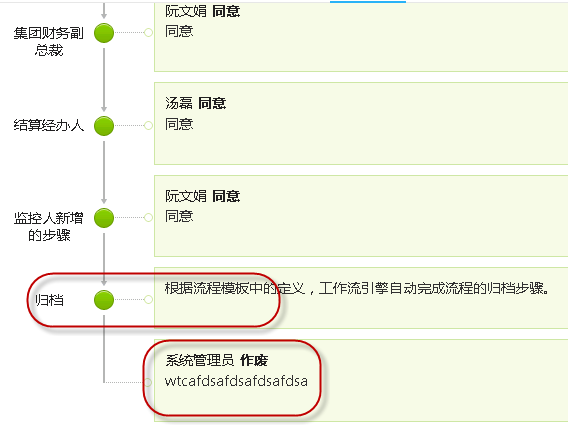 阮文娟 同意
集团财务副
总裁
同意
汤磊 同意
结算经办人
同意
阮文娟 同意
监控人新增
的步骤
同意
归档
根据流程模板中的定义，工作流引擎自动完成流程的归档步骤。
系统管理员 作废
wtcafdsafdsafdsafdsa